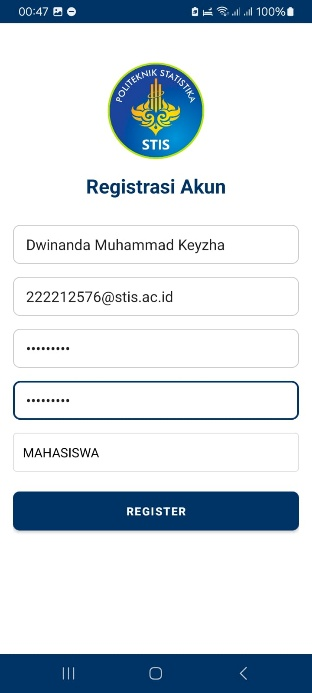 00:47
100%
POLITEKNIK STATISTIKA
STIS
Registrasi Akun
Dwinanda Muhammad Keyzha
222212576@stis.ac.id
•••••••••
•••••••••
MAHASISWA
REGISTER